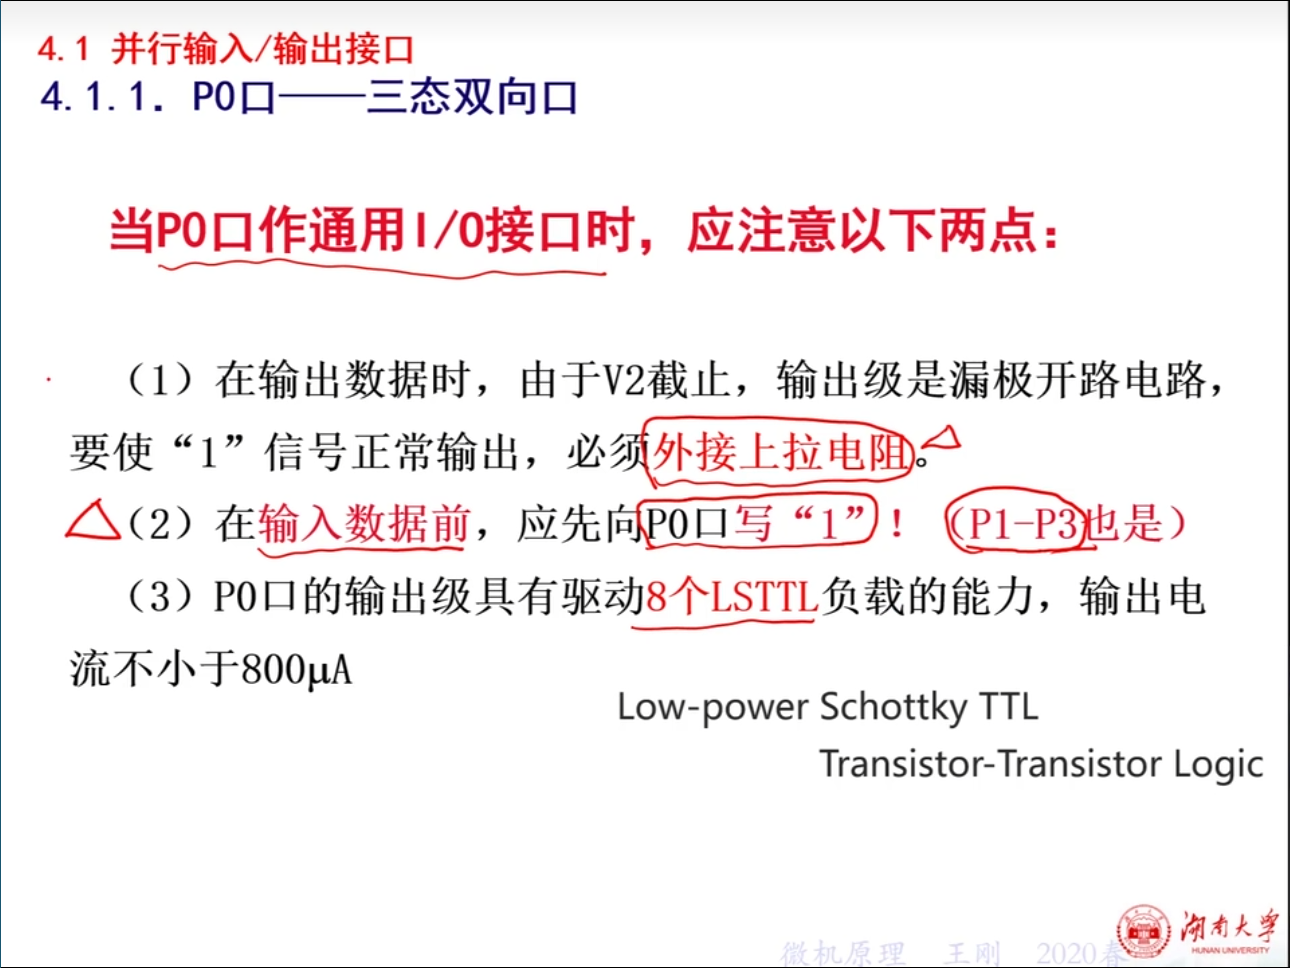 4.1 并行输入/输出接口
4.1.1. P0口——三态双向口
当P0口作通用I/O接口时，应注意以下两点：
（1）在输出数据时，由于V2截止，输出级是漏极开路电路，
要使“1”信号正常输出，必须外接上拉电阻。
（2）在输入数据前，应先向P0口写“1”！（P1-P3也是）
（3）P0口的输出级具有驱动8个LSTTL负载的能力，输出电
流不小于800μA
Low-power Schottky TTL
Transistor-Transistor Logic
湖南大学
HUNAN UNIVERSITY
微机原理 王刚 2020春